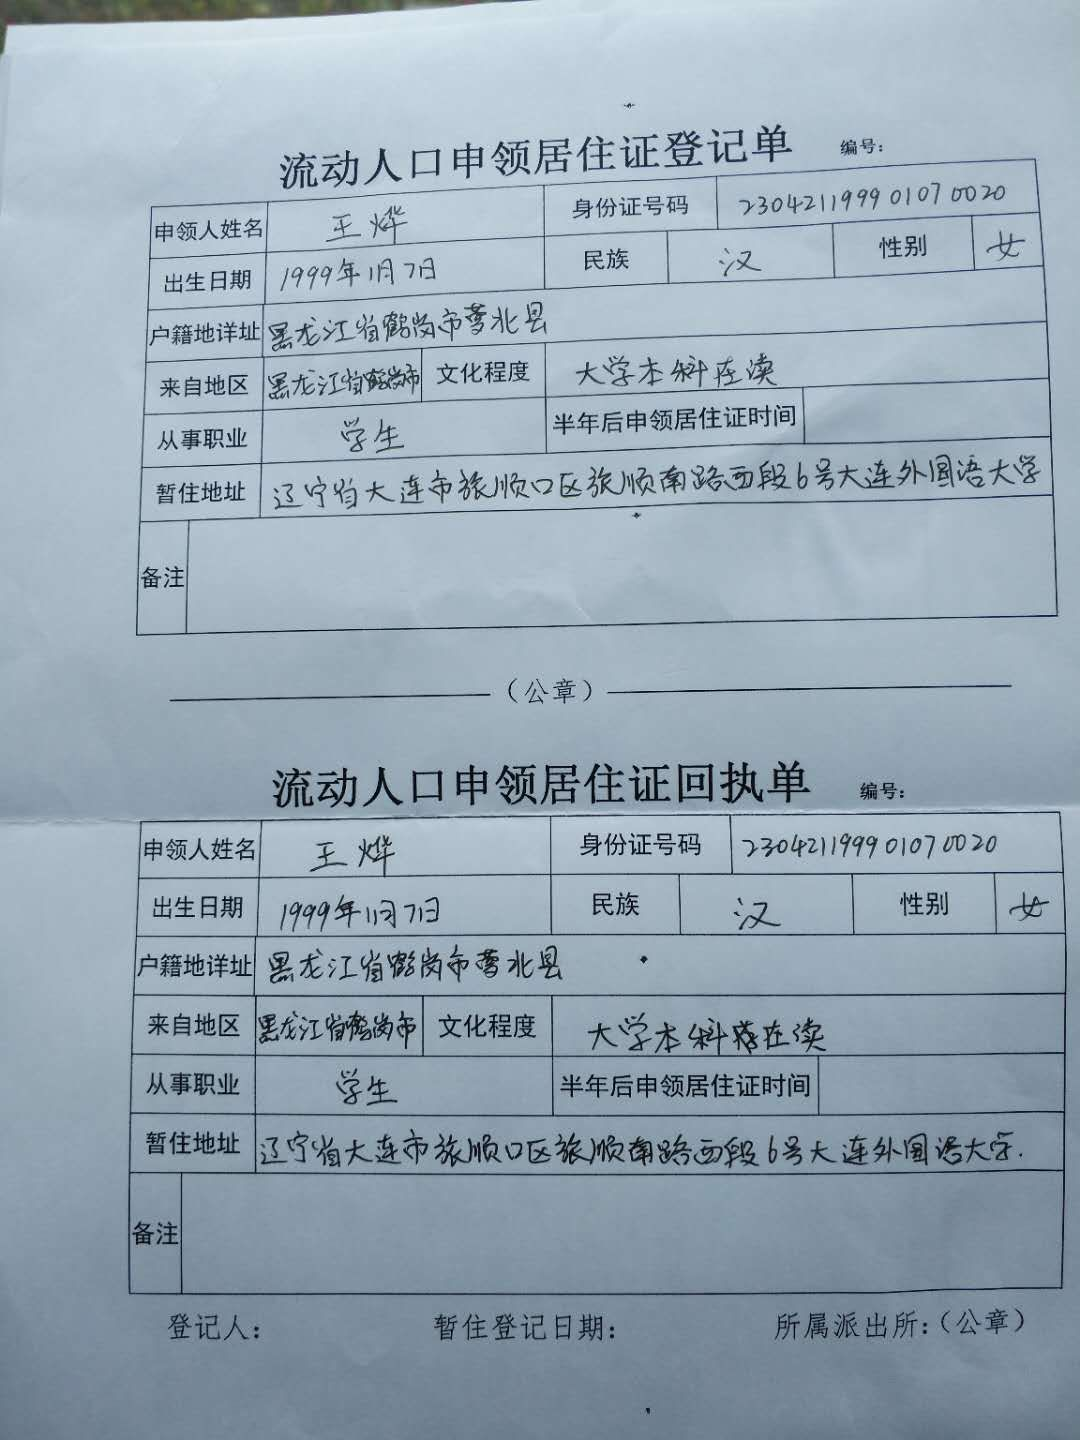 流动人口申领居住证登记单 编号：
申领人姓名 王烨 身份证号码 230421199901070020
出生日期 1999年1月7日 民族 汉 性别 女
户籍地详址 黑龙江省鹤岗市萝北县
来自地区 黑龙江省鹤岗市 文化程度 大学本科在读
从事职业 学生 半年后申领居住证时间
暂住地址 辽宁省大连市旅顺口区旅顺南路西段6号大连外国语大学
备注
（公章）
流动人口申领居住证回执单 编号：
申领人姓名 王烨 身份证号码 230421199901070020
出生日期 1999年1月7日 民族 汉 性别 女
户籍地详址 黑龙江省鹤岗市萝北县
来自地区 黑龙江省鹤岗市 文化程度 大学本科在读
从事职业 学生 半年后申领居住证时间
暂住地址 辽宁省大连市旅顺口区旅顺南路西段6号大连外国语大学.
备注
登记人： 暂住登记日期： 所属派出所：（公章）